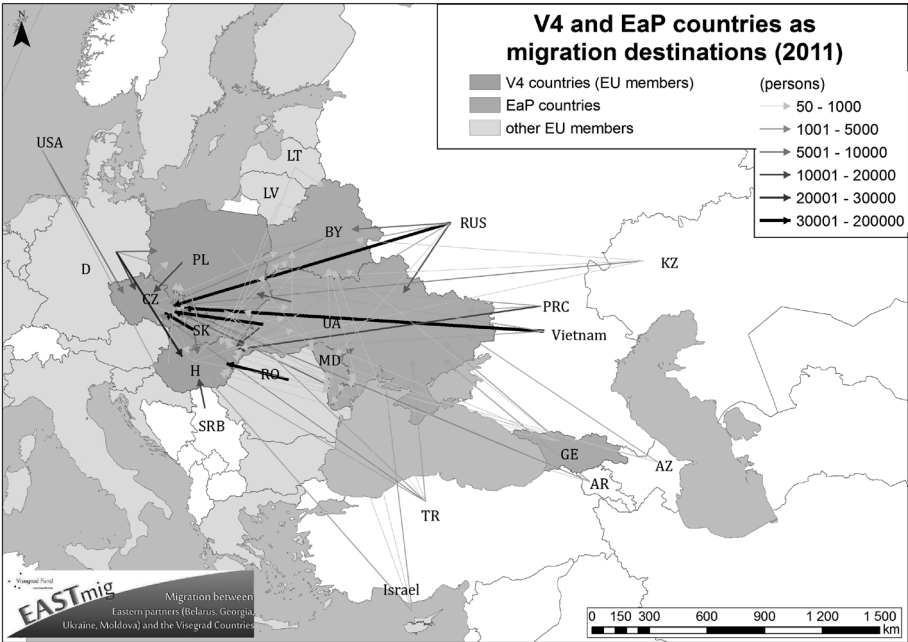 N
V4 and EaP countries as
migration destinations (2011)
V4 countries (EU members)
EaP countries
other EU members
(persons)
50 - 1000
1001 - 5000
5001 - 10000
10001 - 20000
20001 - 30000
30001 - 200000
USA
LT
LV
BY
RUS
D
PL
KZ
CZ
PRC
SK
UA
Vietnam
H
RO
MD
SRB
GE
AZ
AR
TR
Israel
Visegrad Fund
EASTmig
Migration between
Eastern partners (Belarus, Georgia,
Ukraine, Moldova) and the Visegrad Countries
0 150 300 600 900 1 200 1 500
km